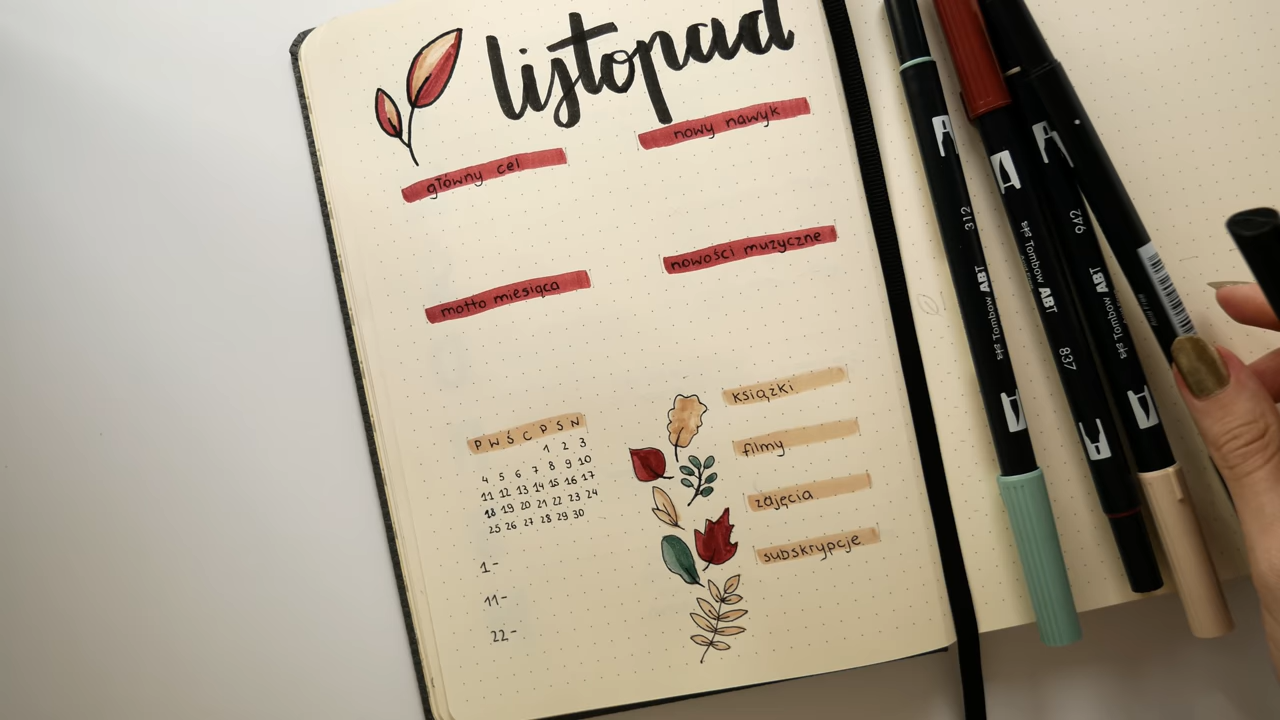 listopad
główny cel
nowy nawyk
motto miesiąca
nowości muzyczne
P W Ś C P S N
1 2 3
4 5 6 7 8 9 10
11 12 13 14 15 16 17
18 19 20 21 22 23 24
25 26 27 28 29 30
1-
11-
22-
książki
filmy
zdjęcia
subskrypcje
312
Tombow ABT
837
Tombow ABT
942
Tombow ABT